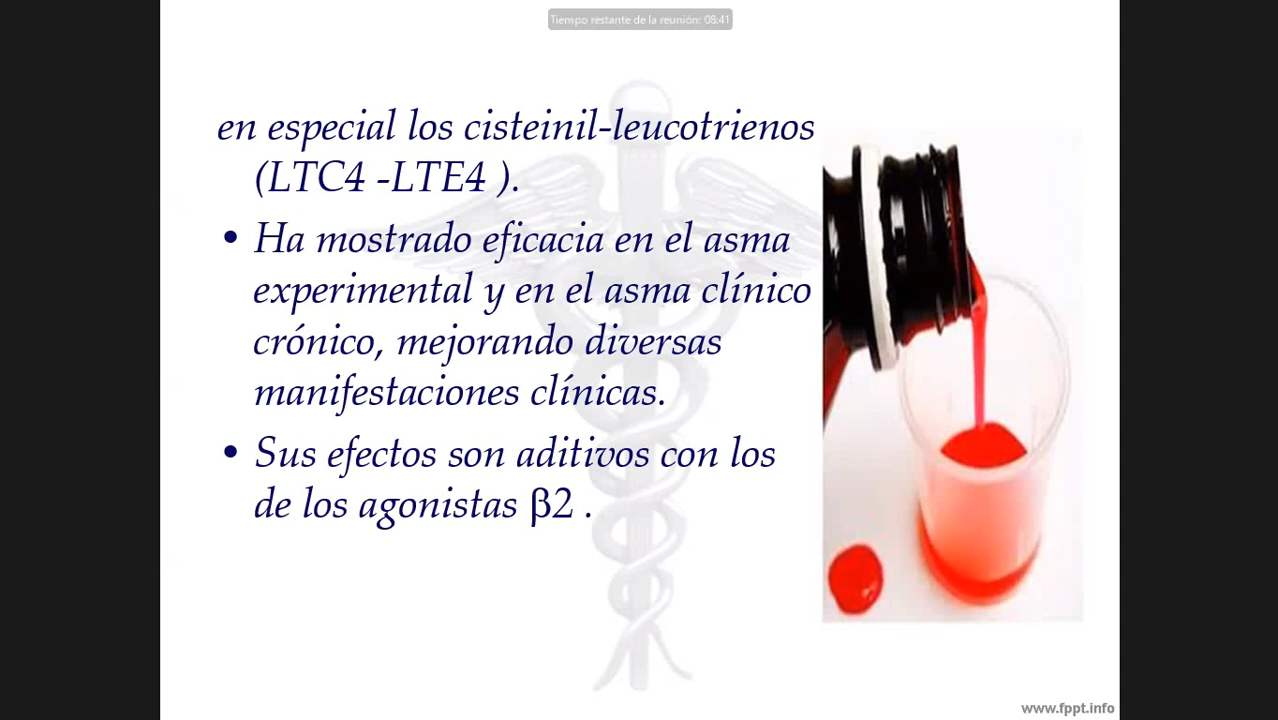 Tiempo restante de la reunión: 08:41
en especial los cisteinil-leucotrienos
(LTC4 -LTE4 ).
• Ha mostrado eficacia en el asma
experimental y en el asma clínico
crónico, mejorando diversas
manifestaciones clínicas.
• Sus efectos son aditivos con los
de los agonistas β2 .
www.fppt.info